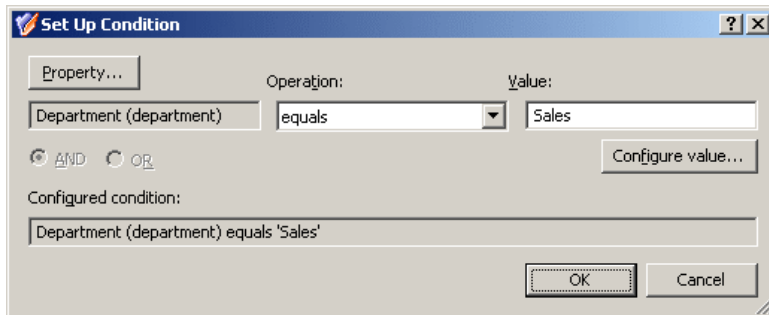 Set Up Condition
Property...
Operation:
Value:
Department (department)
equals
Sales
AND
OR
Configure value...
Configured condition:
Department (department) equals 'Sales'
OK
Cancel